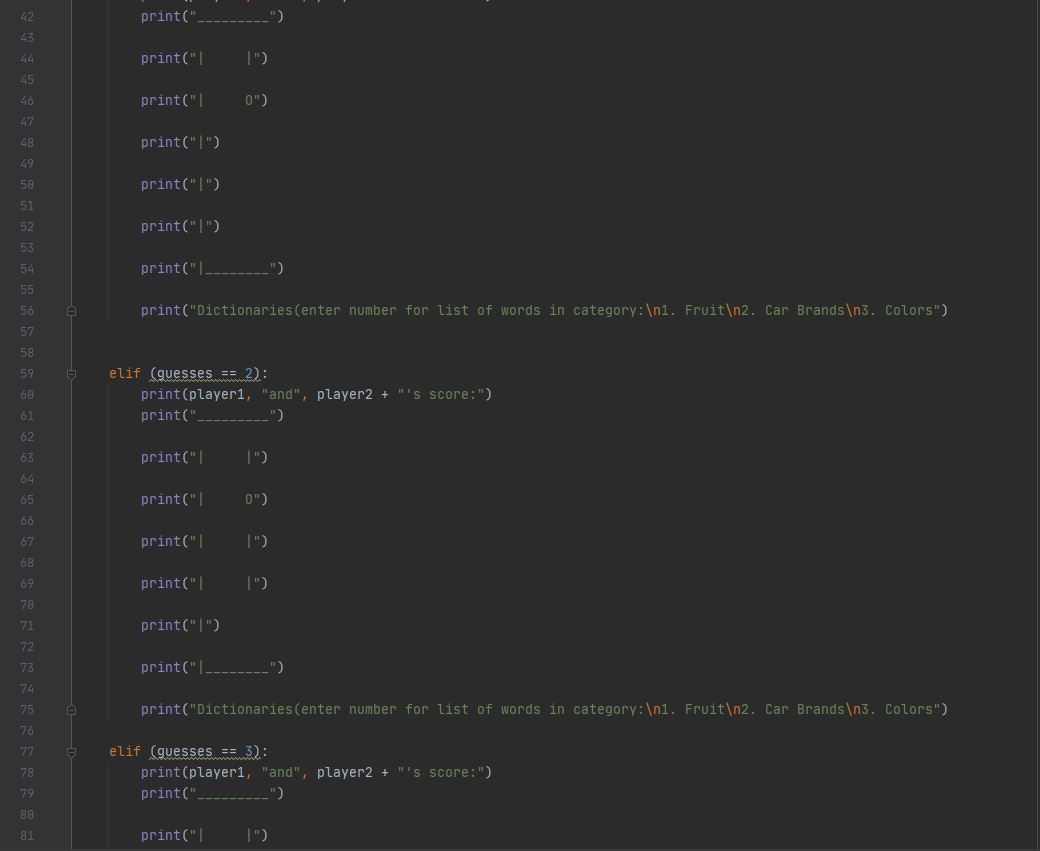 42 print("_________")
43
44 print("|     |")
45
46 print("|     O")
47
48 print("|")
49
50 print("|")
51
52 print("|")
53
54 print("|________")
55
56 print("Dictionaries(enter number for list of words in category:\n1. Fruit\n2. Car Brands\n3. Colors")
57
58
59 elif (guesses == 2):
60 print(player1, "and", player2 + "'s score:")
61 print("_________")
62
63 print("|     |")
64
65 print("|     O")
66
67 print("|     |")
68
69 print("|     |")
70
71 print("|")
72
73 print("|________")
74
75 print("Dictionaries(enter number for list of words in category:\n1. Fruit\n2. Car Brands\n3. Colors")
76
77 elif (guesses == 3):
78 print(player1, "and", player2 + "'s score:")
79 print("_________")
80
81 print("|     |")